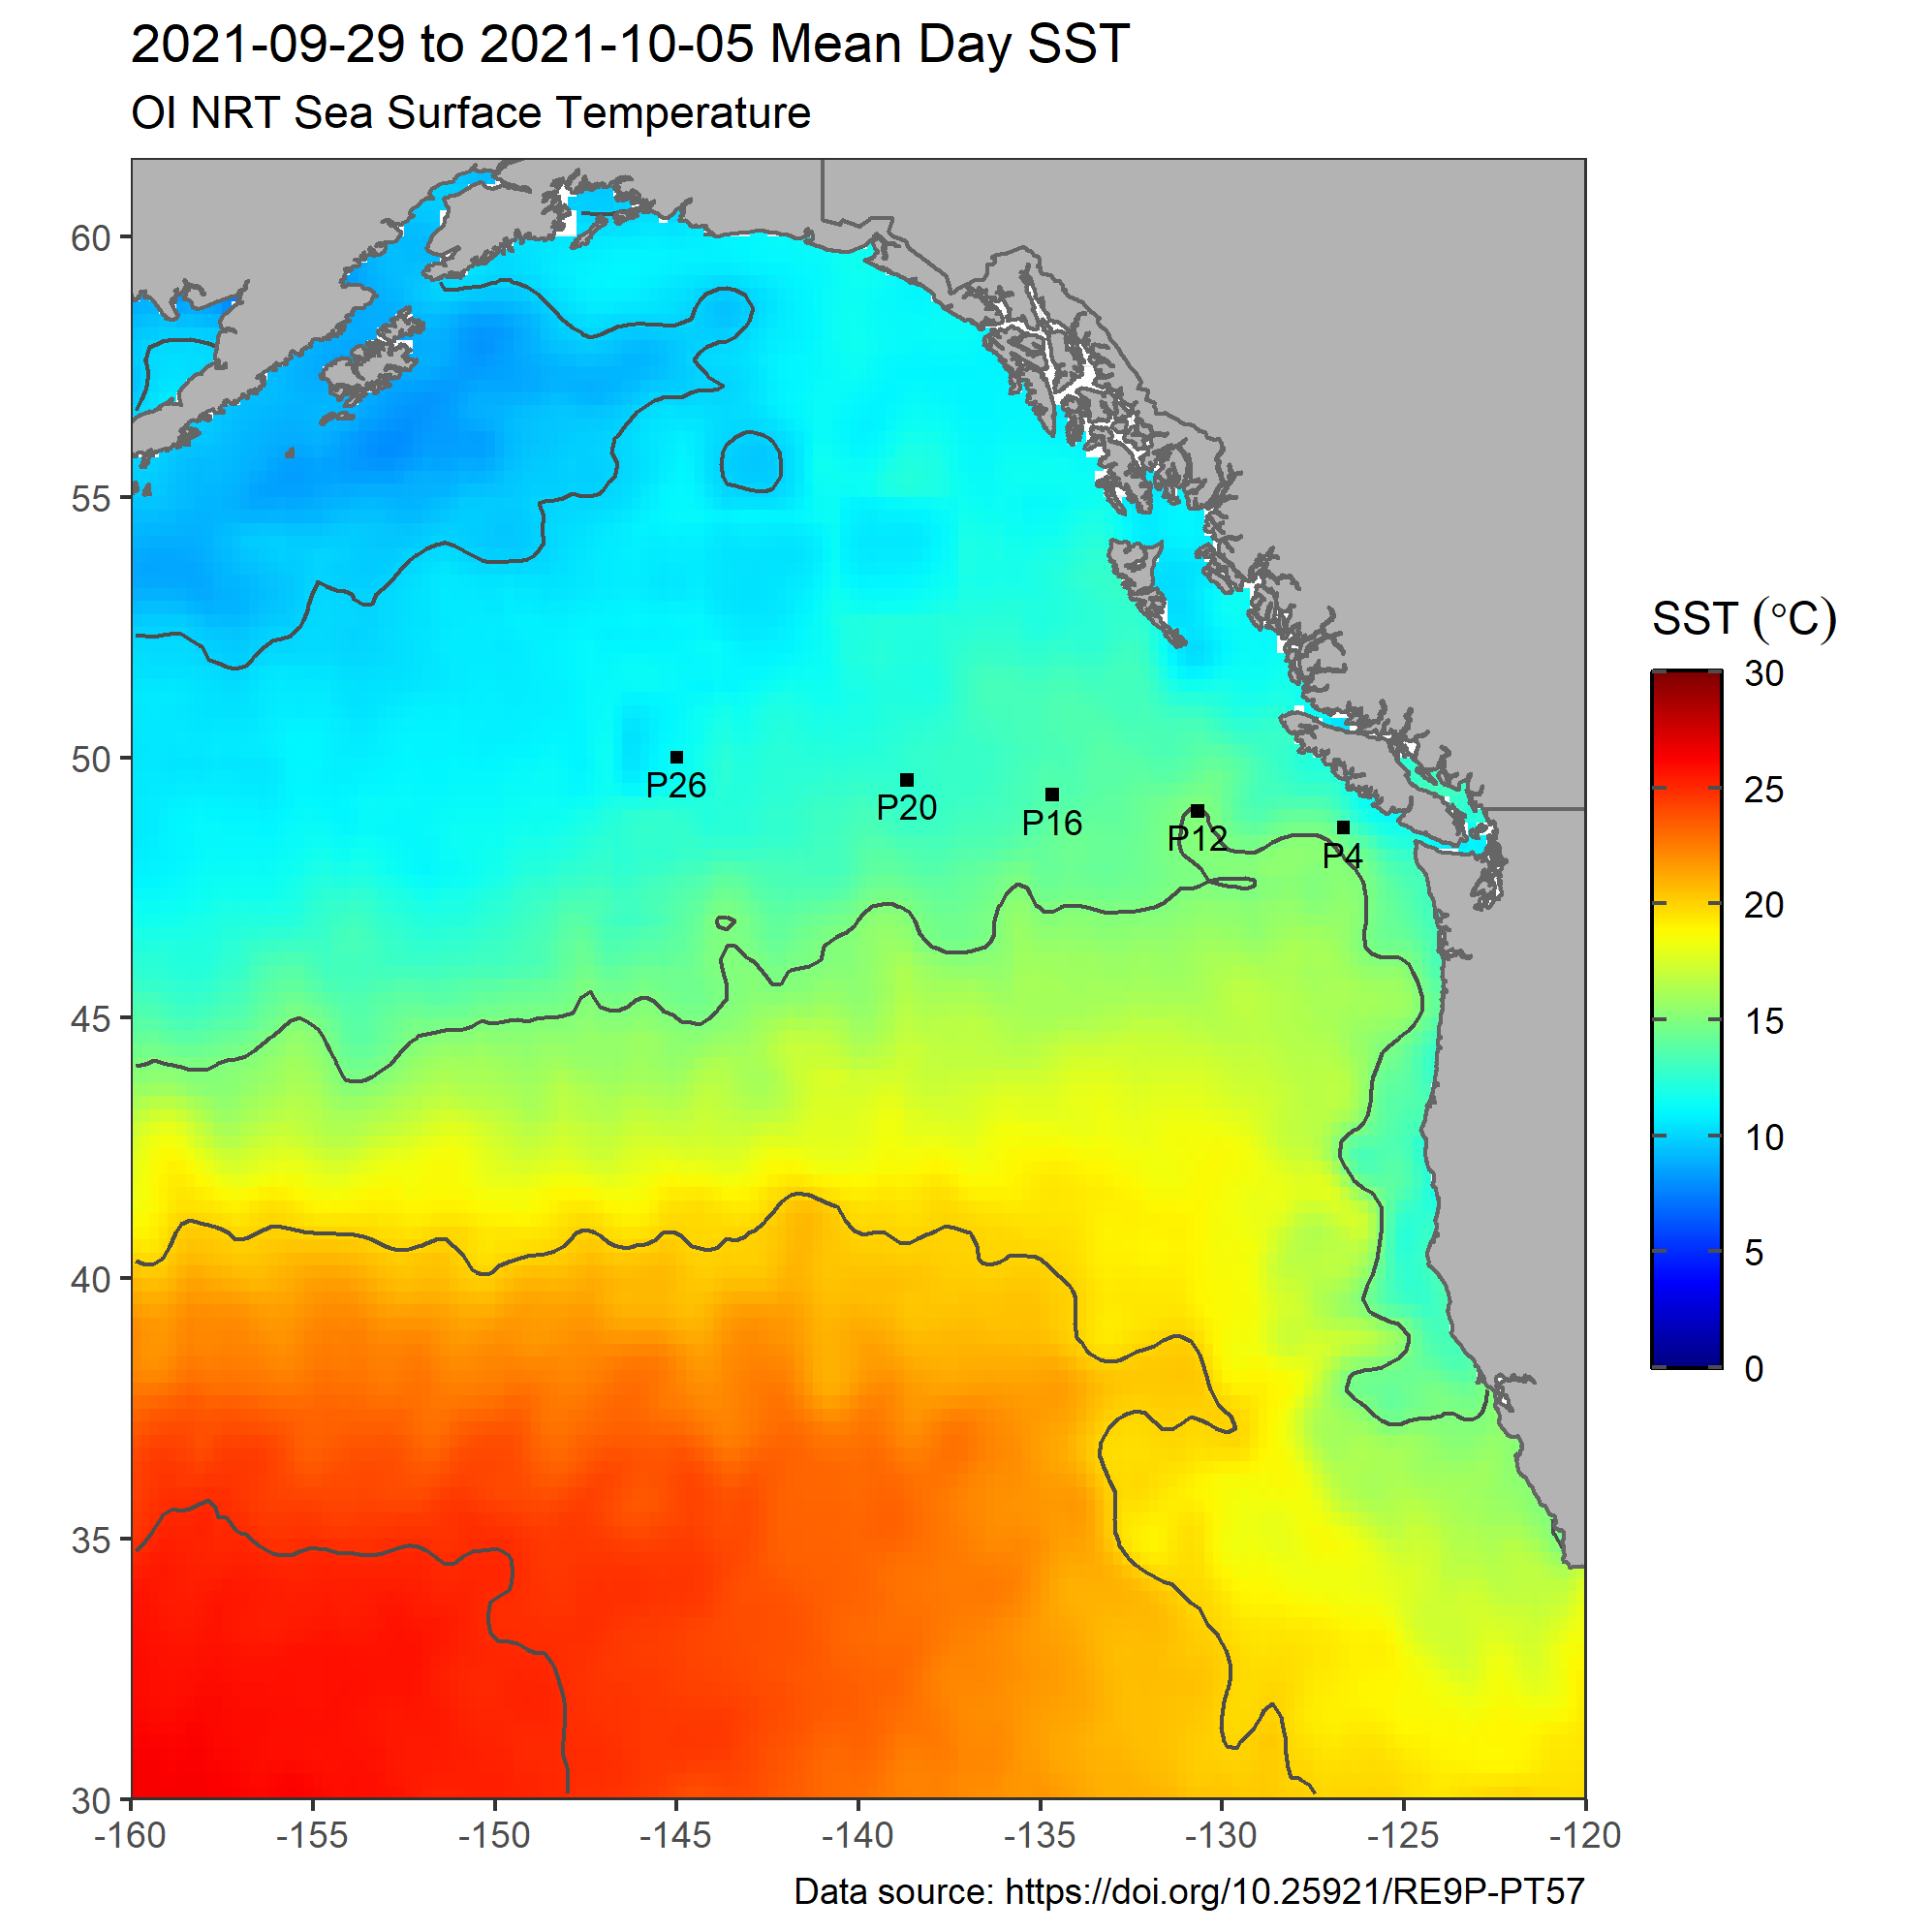 2021-09-29 to 2021-10-05 Mean Day SST
OI NRT Sea Surface Temperature
60
55
50
45
40
35
30
P26
P20
P16
P12
P4
SST (°C)
30
25
20
15
10
5
0
-160
-155
-150
-145
-140
-135
-130
-125
-120
Data source: https://doi.org/10.25921/RE9P-PT57